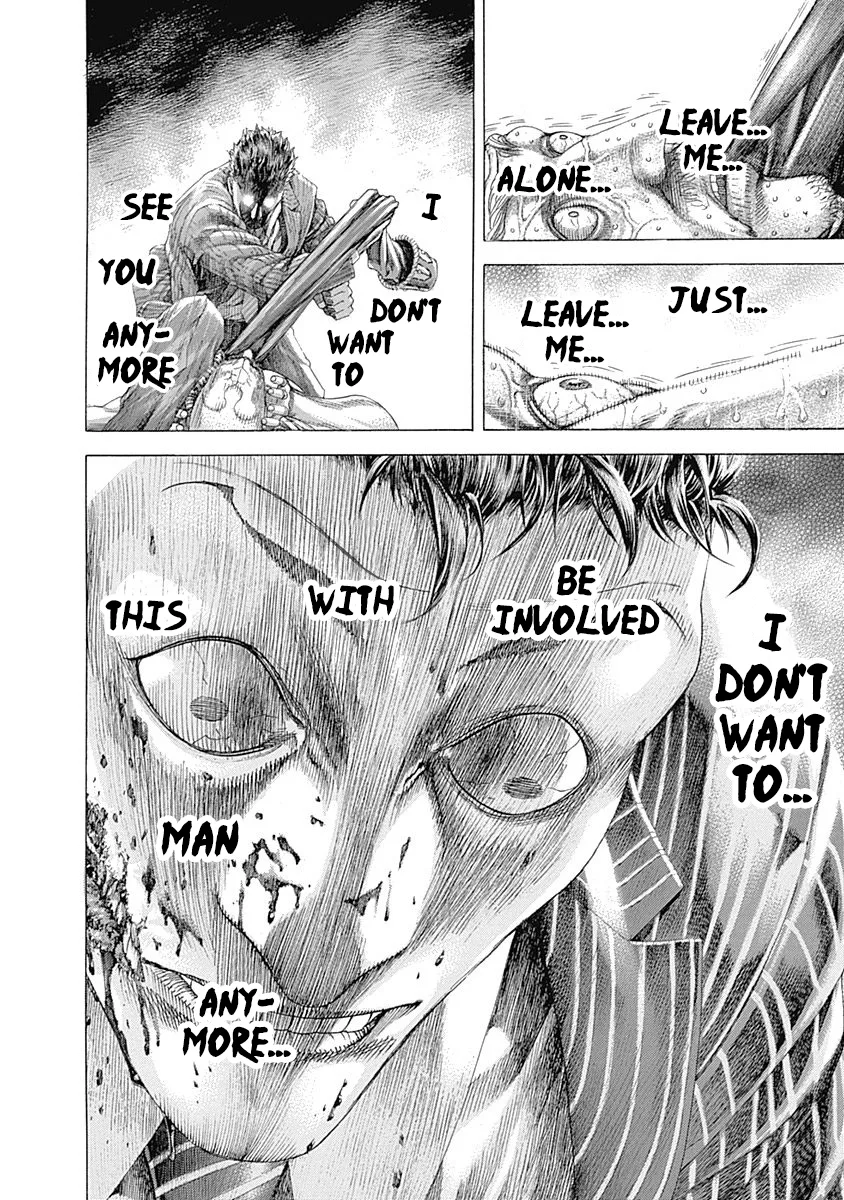 LEAVE...
ME...
ALONE...
JUST...
LEAVE...
ME...
I
DON'T
WANT
TO
SEE
YOU
ANY-
MORE
I
DON'T
WANT
TO...
BE
INVOLVED
WITH
THIS
MAN
ANY-
MORE...